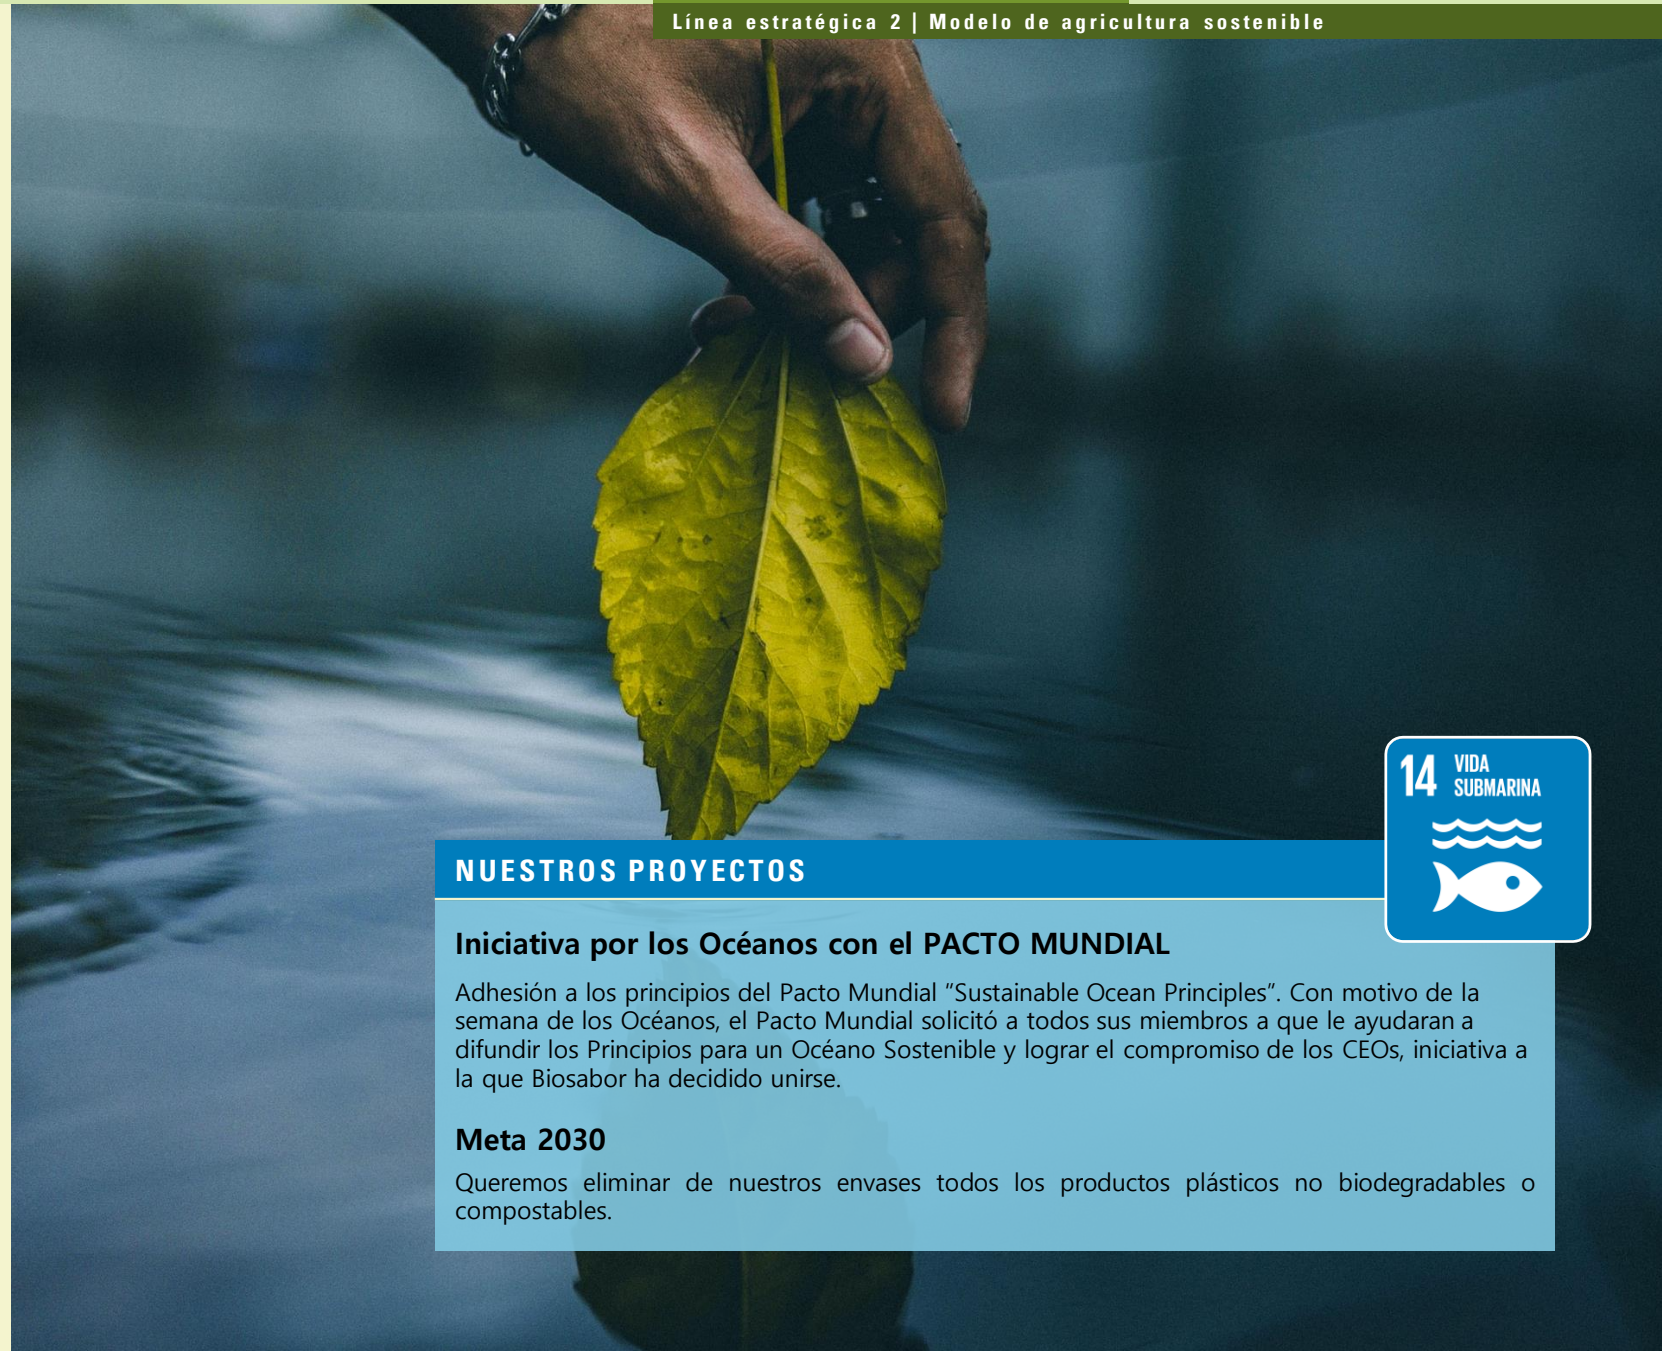 Línea estratégica 2 | Modelo de agricultura sostenible
14 VIDA
SUBMARINA
NUESTROS PROYECTOS
Iniciativa por los Océanos con el PACTO MUNDIAL
Adhesión a los principios del Pacto Mundial “Sustainable Ocean Principles”. Con motivo de la
semana de los Océanos, el Pacto Mundial solicitó a todos sus miembros a que le ayudaran a
difundir los Principios para un Océano Sostenible y lograr el compromiso de los CEOs, iniciativa a
la que Biosabor ha decidido unirse.
Meta 2030
Queremos eliminar de nuestros envases todos los productos plásticos no biodegradables o
compostables.